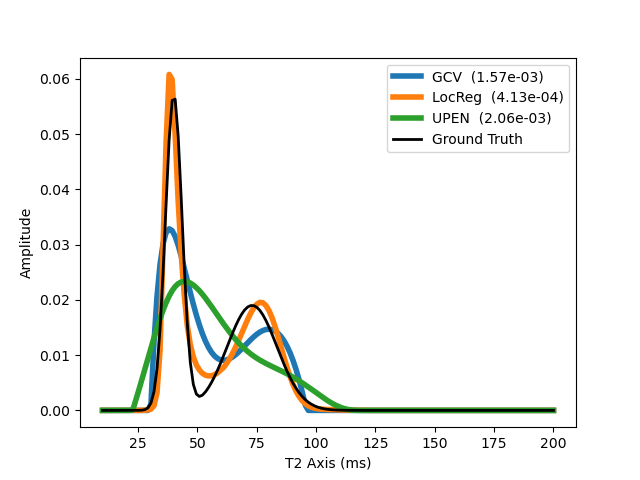 GCV (1.57e-03)
LocReg (4.13e-04)
UPEN (2.06e-03)
Ground Truth
0.06
0.05
0.04
0.03
0.02
0.01
0.00
Amplitude
25 50 75 100 125 150 175 200
T2 Axis (ms)